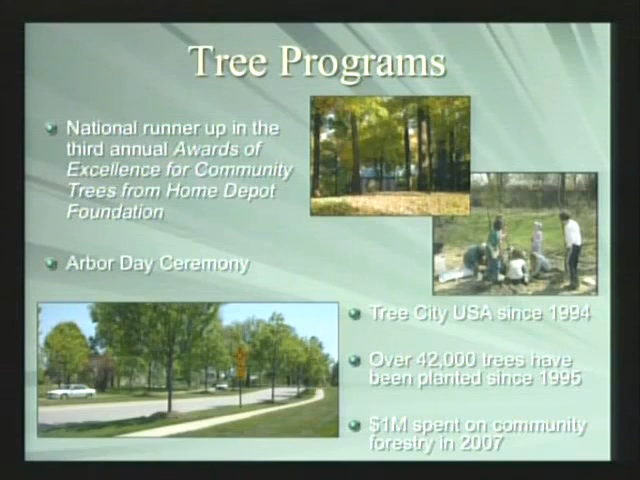 Tree Programs
National runner up in the
third annual Awards of
Excellence for Community
Trees from Home Depot
Foundation
Arbor Day Ceremony
Tree City USA since 1994
Over 42,000 trees have
been planted since 1995
$1M spent on community
forestry in 2007